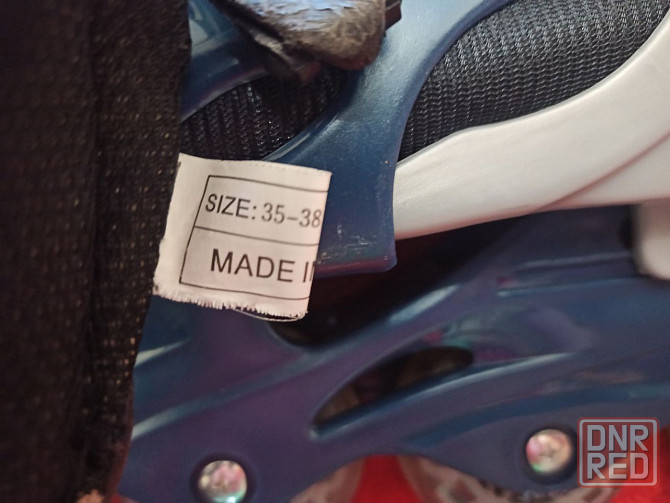 SIZE: 35-38
MADE I
DNR
RED